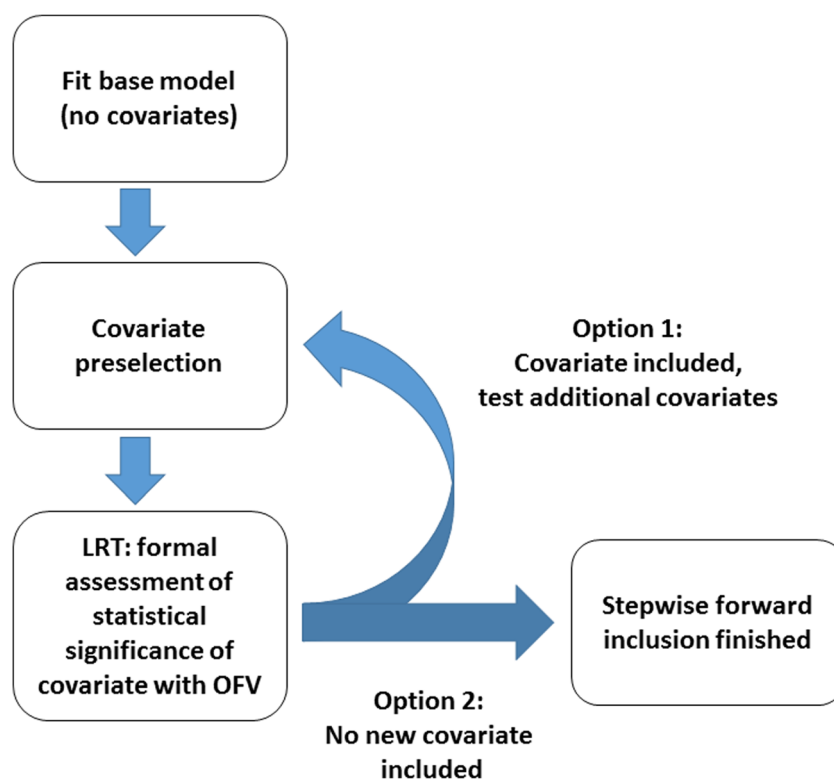 Fit base model
(no covariates)
Covariate
preselection
Option 1:
Covariate included,
test additional covariates
LRT: formal
assessment of
statistical
significance of
covariate with OFV
Stepwise forward
inclusion finished
Option 2:
No new covariate
included